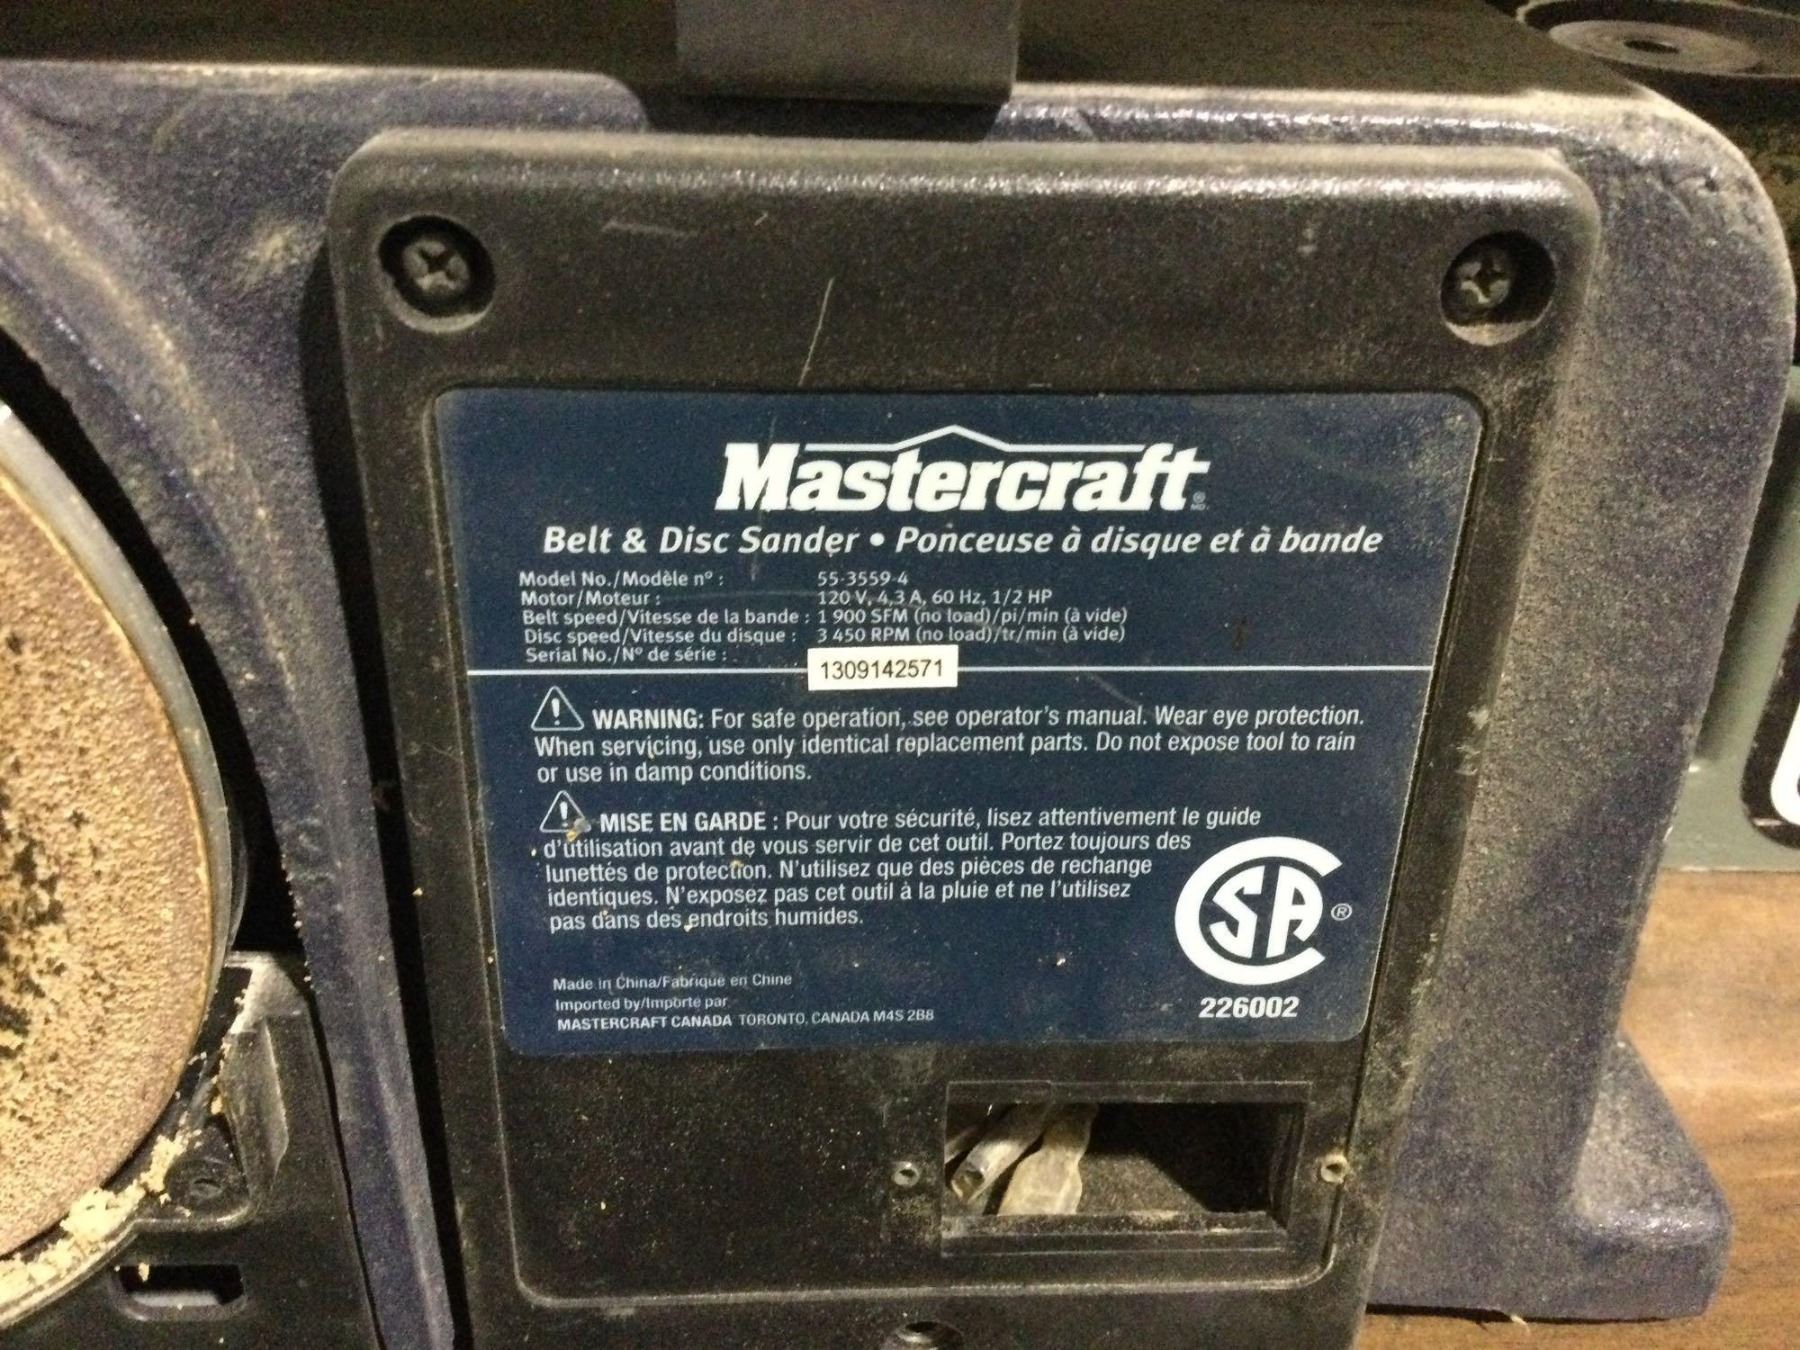 Mastercraft® MD.
Belt & Disc Sander • Ponceuse à disque et à bande
Model No./Modèle nº : 55-3559-4
Motor/Moteur : 120 V, 4,3 A, 60 Hz, 1/2 HP
Belt speed/Vitesse de la bande : 1 900 SFM (no load)/pi/min (à vide)
Disc speed/Vitesse du disque : 3 450 RPM (no load)/tr/min (à vide)
Serial No./Nº de série :
1309142571
WARNING: For safe operation, see operator's manual. Wear eye protection.
When servicing, use only identical replacement parts. Do not expose tool to rain
or use in damp conditions.
MISE EN GARDE : Pour votre sécurité, lisez attentivement le guide
d'utilisation avant de vous servir de cet outil. Portez toujours des
lunettes de protection. N'utilisez que des pièces de rechange
identiques. N'exposez pas cet outil à la pluie et ne l'utilisez
pas dans des endroits humides.
CSA ®
226002
Made in China/Fabriqué en Chine
Imported by/Importé par
MASTERCRAFT CANADA TORONTO, CANADA M4S 2B8